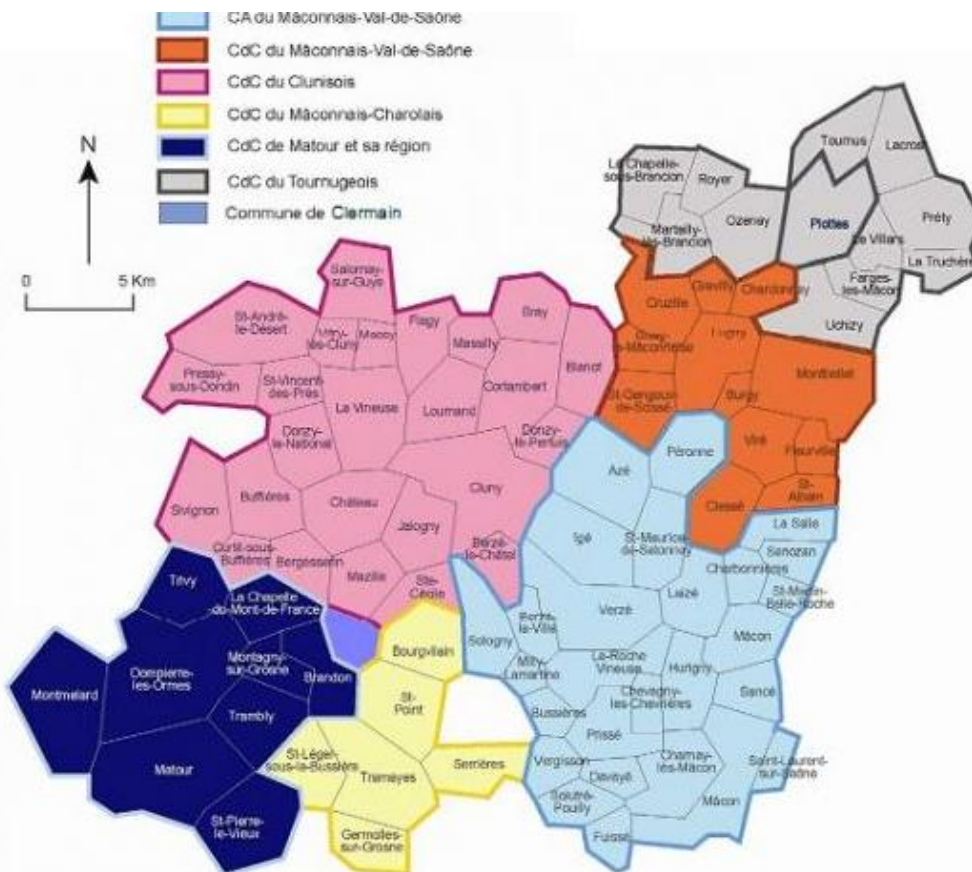 CA du Mâconnais-Val-de-Saône
CdC du Mâconnais-Val-de-Saône
CdC du Clunisois
CdC du Mâconnais-Charolais
CdC de Matour et sa région
CdC du Tournugeois
Commune de Clermain
N
0 5 Km
Tournus
Lacrost
La Chapelle-
sous-Brancion
Royer
Ozenay
Plottes
Préty
Martailly-
lès-Brancion
Le Villars
La Truchère
Farges-
lès-Mâcon
Uchizy
Salornay-
sur-Guye
Cruzille
Grevilly
Chardonnay
St-André-
le-Désert
Vitry-
lès-Cluny
Massy
Flagy
Massilly
Bray
Lugny
Blanot
Montbellet
Pressy-
sous-Dondin
St-Vincent-
des-Prés
La Vineuse
Lournand
Cortambert
St-Gengoux-
de-Scissé
Burgy
Donzy-
le-National
Donzy-
le-Pertuis
Azé
Péronne
Viré
Fleurville
Sivignon
Buffières
Château
Cluny
Clessé
St-
Albain
Jalogny
Igé
St-Maurice-
de-Satonnay
La Salle
Curtil-sous-
Buffières
Bergesserin
Mazille
Berzé-
le-Châtel
Senozan
Charbonnières
Ste-
Cécile
St-Martin-
Belle-Roche
Trivy
La Chapelle
-du-Mont-de-France
Verzé
Laizé
Berzé-
la-Ville
Sologny
Mâcon
Bourgvilain
Montmelard
Dompierre-
les-Ormes
Montagny-
sur-Grosne
Brandon
Milly-
Lamartine
La-Roche
Vineuse
Hurigny
St-
Point
Chevagny-
les-Chevrières
Sancé
Trambly
Bussières
Prissé
Matour
St-Léger-
sous-la-Bussière
Tramayes
Serrières
Vergisson
Davayé
Charnay-
lès-Mâcon
Saint-Laurent-
sur-Saône
Solutré-
Pouilly
Mâcon
St-Pierre-
le-Vieux
Germolles-
sur-Grosne
Fuissé